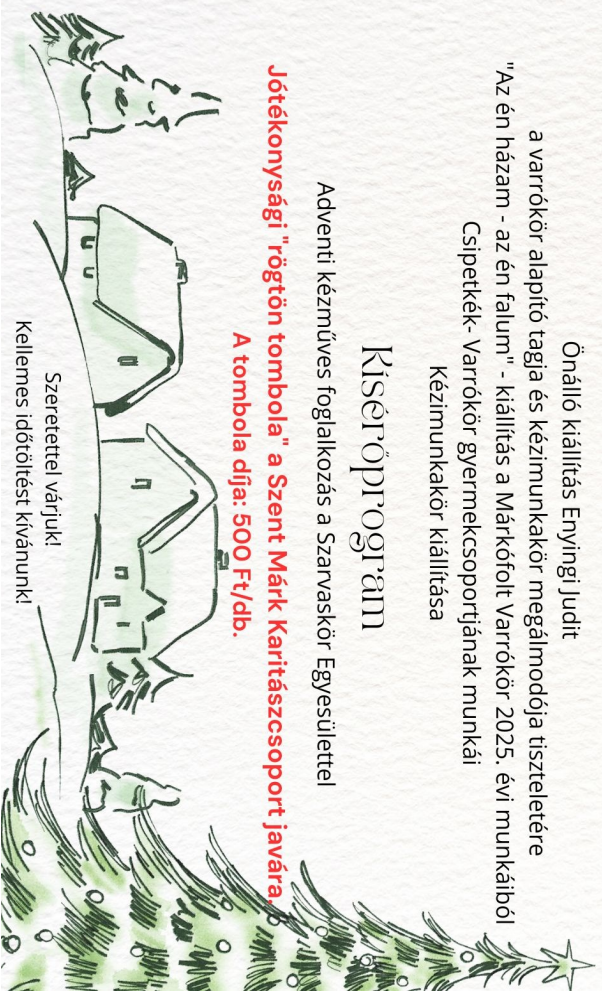 Önálló kiállítás Enyingi Judit
a varrókör alapító tagja és kézimunkakör megálmodója tiszteletére
"Az én házam - az én falum" - kiállítás a Márkófolt Varrókör 2025. évi munkáiból
Csipetkék- Varrókör gyermekcsoportjának munkái
Kézimunkakör kiállítása
Kísérőprogram
Adventi kézműves foglalkozás a Szarvaskör Egyesülettel
Jótékonysági "rögtön tombola" a Szent Márk Karitászcsoport javára.
A tombola díja: 500 Ft/db.
Szeretettel várjuk!
Kellemes időtöltést kívánunk!